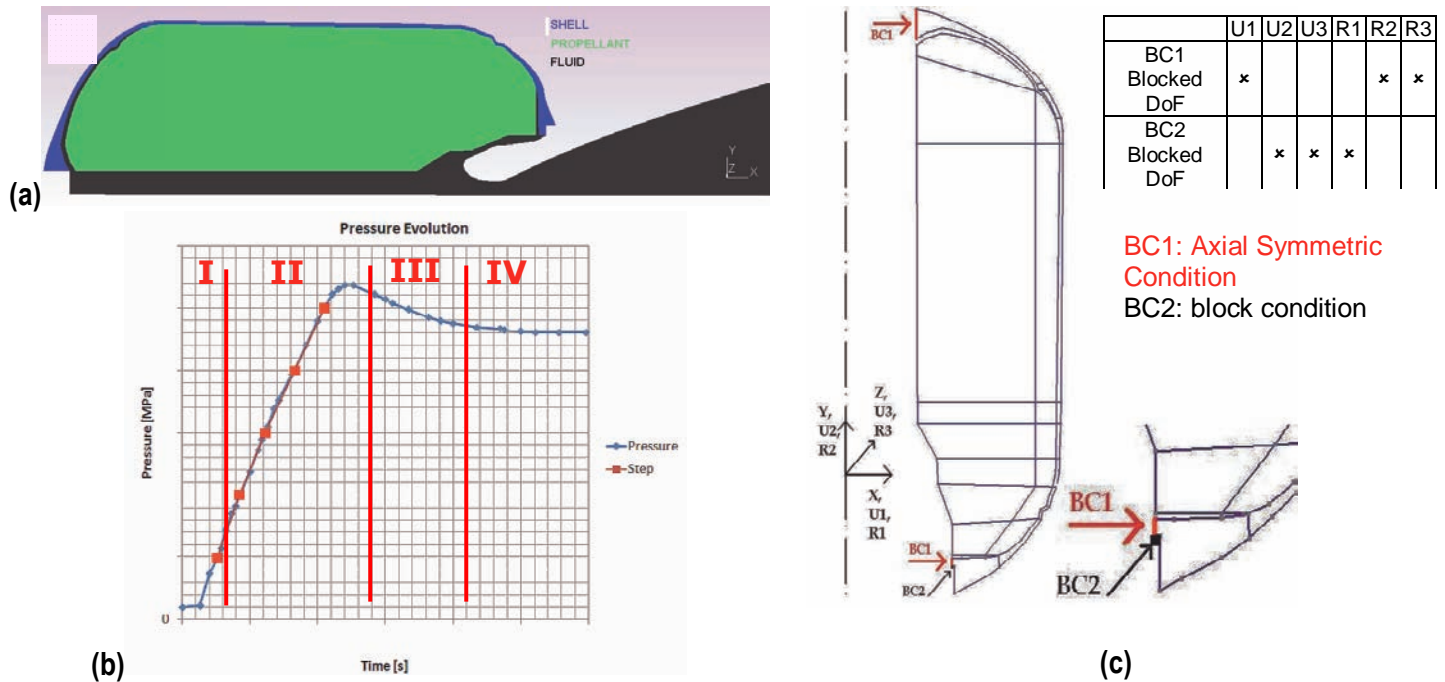 SHELL
PROPELLANT
FLUID
Y
Z X
(a)
Pressure Evolution
I II III IV
Pressure [MPa]
Pressure
Step
0
Time [s]
(b)
BC1
Y,
U2,
R2
Z,
U3,
R3
X,
U1,
R1
BC1
BC2
BC1
BC2
U1 U2 U3 R1 R2 R3
BC1
Blocked
DoF
× × ×
BC2
Blocked
DoF
× × ×
BC1: Axial Symmetric
Condition
BC2: block condition
(c)